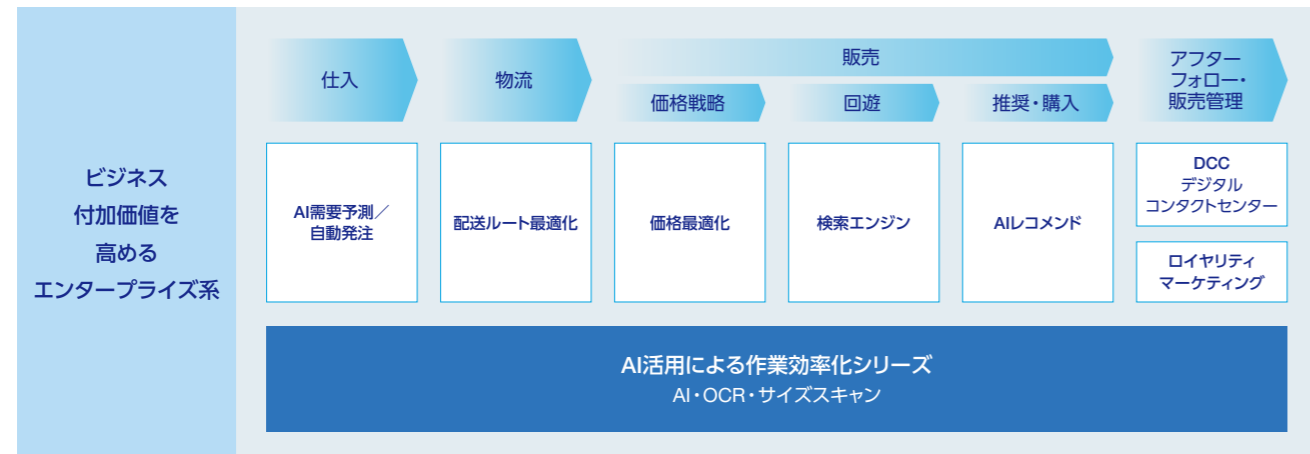 ビジネス
付加価値を
高める
エンタープライズ系
仕入
物流
販売
価格戦略
回遊
推奨・購入
アフター
フォロー・
販売管理
AI需要予測／
自動発注
配送ルート最適化
価格最適化
検索エンジン
AIレコメンド
DCC
デジタル
コンタクトセンター
ロイヤリティ
マーケティング
AI活用による作業効率化シリーズ
AI・OCR・サイズスキャン